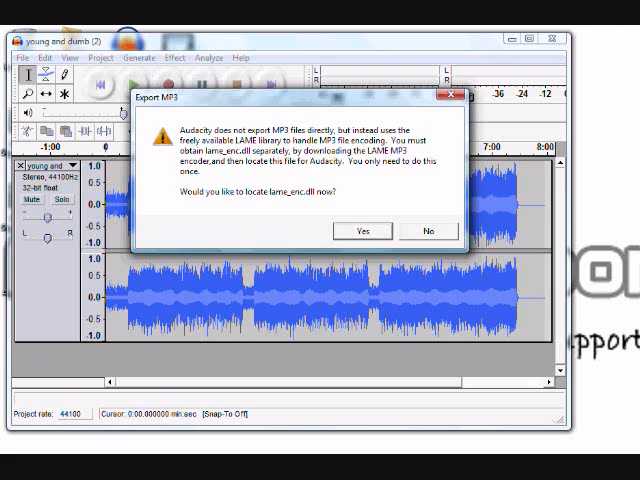 young and dumb (2)
File Edit View Project Generate Effect Analyze Help
L
R
L
R
-36 -24 -12
Export MP3
Audacity does not export MP3 files directly, but instead uses the
freely available LAME library to handle MP3 file encoding. You must
obtain lame_enc.dll separately, by downloading the LAME MP3
encoder,and then locate this file for Audacity. You only need to do this
once.
Would you like to locate lame_enc.dll now?
Yes No
-1:00 7:00 8:00
young and
Stereo, 44100Hz
32-bit float
Mute Solo
- +
L R
1.0
0.5
0.0
-0.5
-1.0
1.0
0.5
0.0
-0.5
-1.0
Project rate: 44100 Cursor: 0:00.000000 min:sec [Snap-To Off]
pport